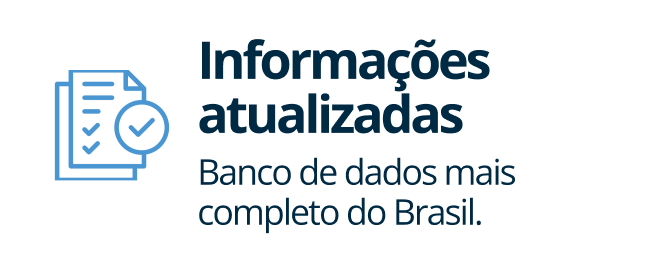 Informações
atualizadas
Banco de dados mais
completo do Brasil.